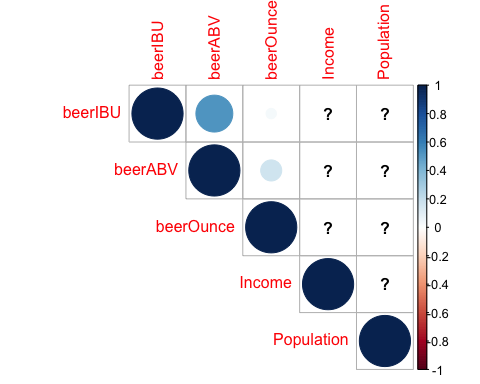 beerIBU
beerABV
beerOunce
Income
Population
beerIBU ? ? 1
beerABV ? ? 0.8
beerOunce ? ? 0.6
Income ? 0.4
Population 0.2
0
-0.2
-0.4
-0.6
-0.8
-1